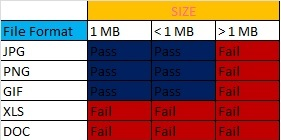 SIZE
File Format 1 MB < 1 MB > 1 MB
JPG Pass Pass Fail
PNG Pass Pass Fail
GIF Pass Pass Fail
XLS Fail Fail Fail
DOC Fail Fail Fail